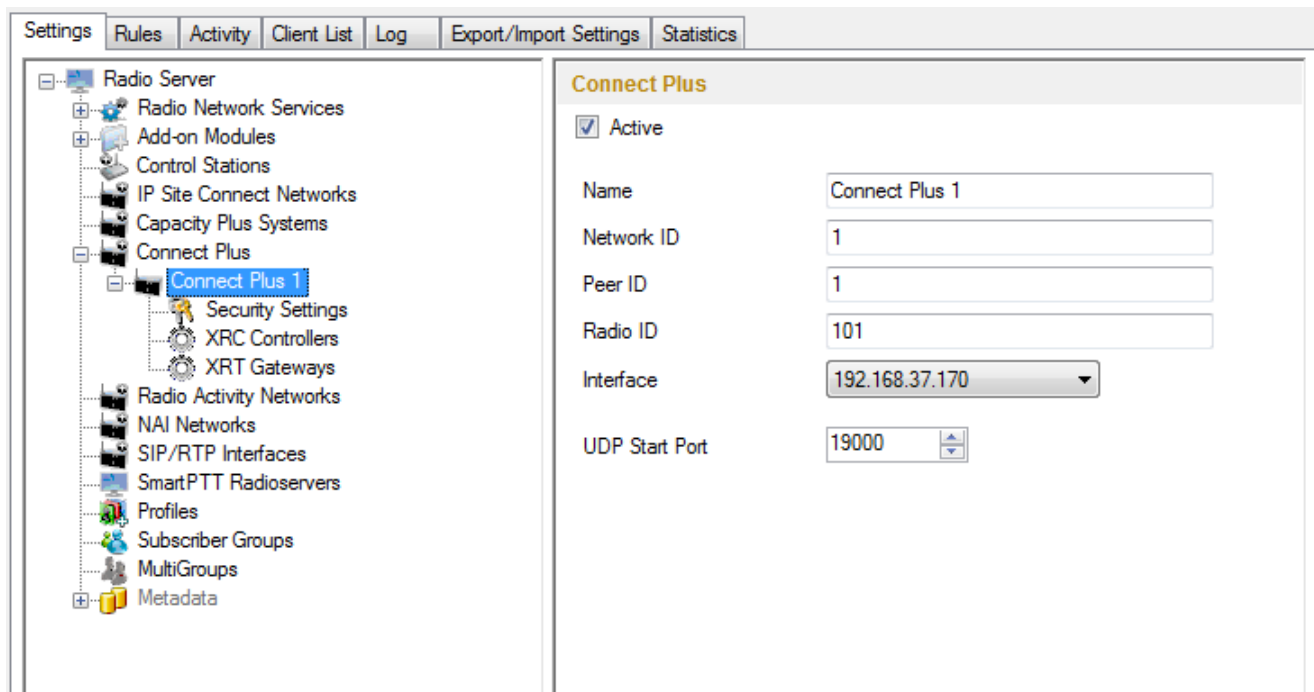 Settings Rules Activity Client List Log Export/Import Settings Statistics
Radio Server
Radio Network Services
Add-on Modules
Control Stations
IP Site Connect Networks
Capacity Plus Systems
Connect Plus
Connect Plus 1
Security Settings
XRC Controllers
XRT Gateways
Radio Activity Networks
NAI Networks
SIP/RTP Interfaces
SmartPTT Radioservers
Profiles
Subscriber Groups
MultiGroups
Metadata
Connect Plus
Active
Name Connect Plus 1
Network ID 1
Peer ID 1
Radio ID 101
Interface 192.168.37.170
UDP Start Port 19000